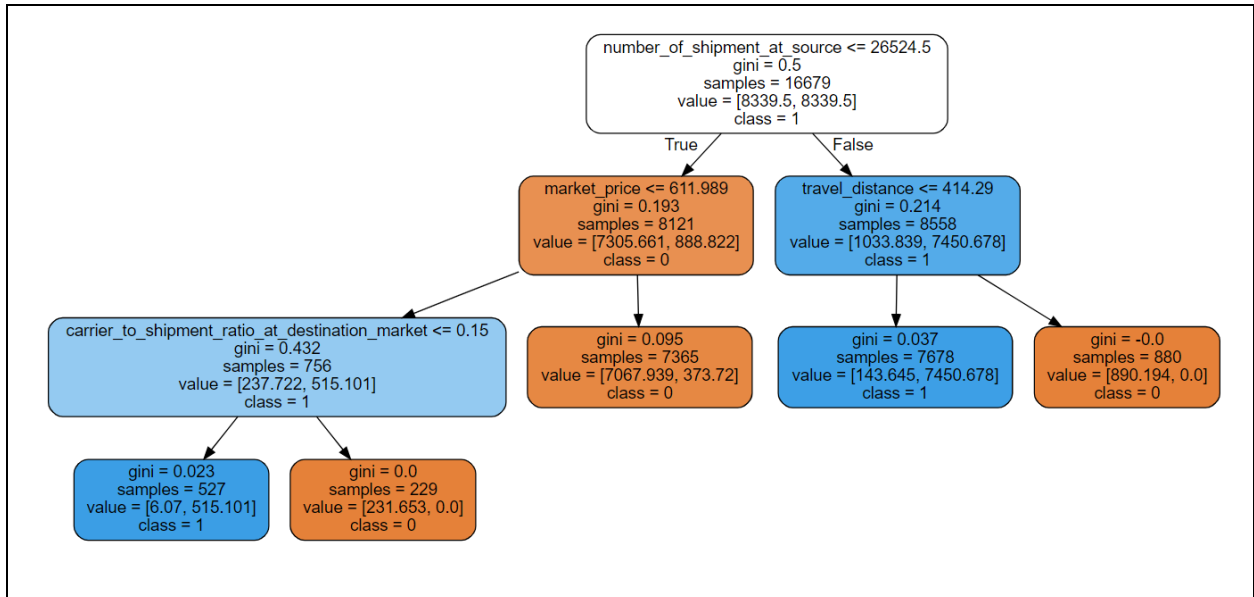 number_of_shipment_at_source <= 26524.5
gini = 0.5
samples = 16679
value = [8339.5, 8339.5]
class = 1
True
False
market_price <= 611.989
gini = 0.193
samples = 8121
value = [7305.661, 888.822]
class = 0
travel_distance <= 414.29
gini = 0.214
samples = 8558
value = [1033.839, 7450.678]
class = 1
carrier_to_shipment_ratio_at_destination_market <= 0.15
gini = 0.432
samples = 756
value = [237.722, 515.101]
class = 1
gini = 0.095
samples = 7365
value = [7067.939, 373.72]
class = 0
gini = 0.037
samples = 7678
value = [143.645, 7450.678]
class = 1
gini = -0.0
samples = 880
value = [890.194, 0.0]
class = 0
gini = 0.023
samples = 527
value = [6.07, 515.101]
class = 1
gini = 0.0
samples = 229
value = [231.653, 0.0]
class = 0